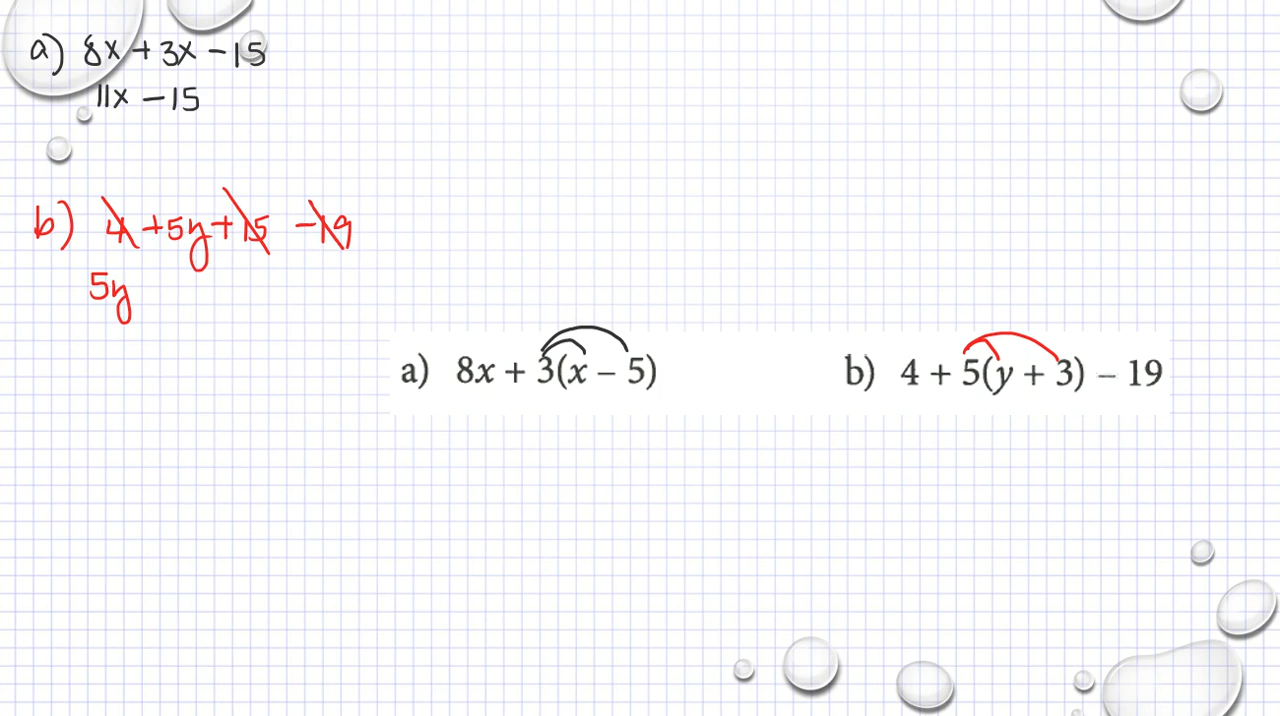 a) 8x + 3x - 15
11x - 15
b) 4 + 5y + 15 - 19
5y
a) 8x + 3(x – 5)
b) 4 + 5(y + 3) – 19